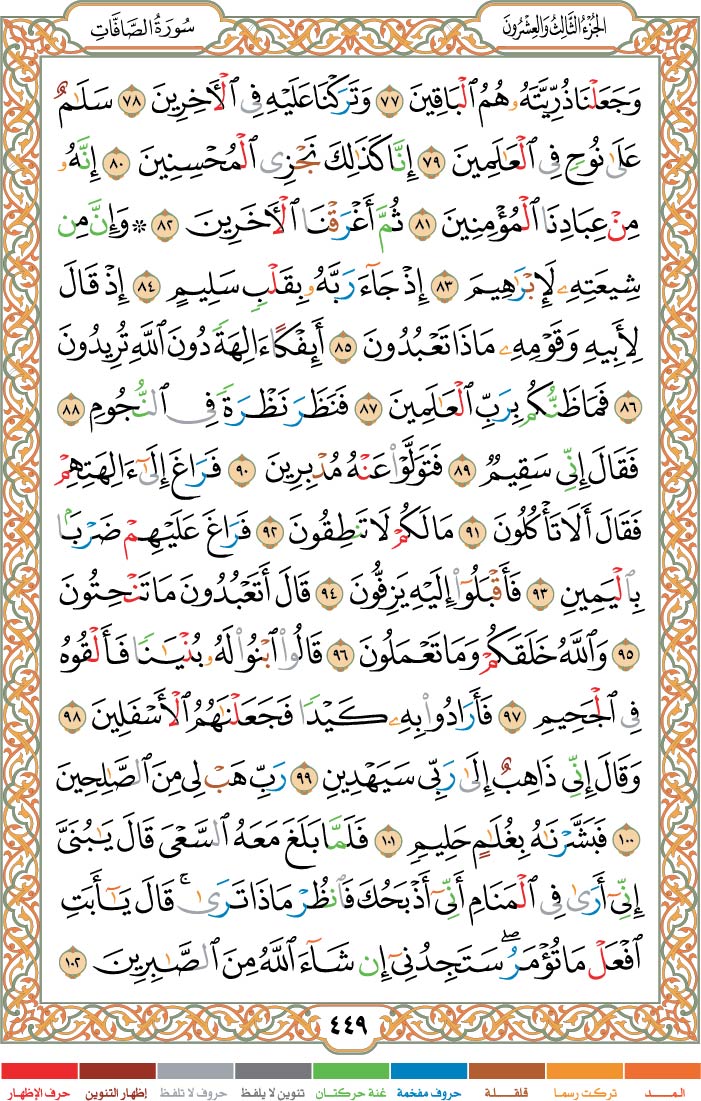 الجُزْءُ الثَّالِثُ وَالعِشْرُونَ
سُورَةُ الصَّافَّاتِ
وَجَعَلْنَا ذُرِّيَّتَهُۥ هُمُ ٱلْبَاقِينَ ٧٧ وَتَرَكْنَا عَلَيْهِ فِي ٱلْأَخِرِينَ ٧٨ سَلَٰمٌ
عَلَىٰ نُوحٍ فِي ٱلْعَٰلَمِينَ ٧٩ إِنَّا كَذَٰلِكَ نَجْزِي ٱلْمُحْسِنِينَ ٨٠ إِنَّهُۥ
مِنْ عِبَادِنَا ٱلْمُؤْمِنِينَ ٨١ ثُمَّ أَغْرَقْنَا ٱلْأَخَرِينَ ٨٢ ۞ وَإِنَّ مِن
شِيعَتِهِۦ لَإِبْرَٰهِيمَ ٨٣ إِذْ جَآءَ رَبَّهُۥ بِقَلْبٍ سَلِيمٍ ٨٤ إِذْ قَالَ
لِأَبِيهِ وَقَوْمِهِۦ مَاذَا تَعْبُدُونَ ٨٥ أَئِفْكًا ءَالِهَةً دُونَ ٱللَّهِ تُرِيدُونَ
٨٦ فَمَا ظَنُّكُم بِرَبِّ ٱلْعَٰلَمِينَ ٨٧ فَنَظَرَ نَظْرَةً فِي ٱلنُّجُومِ ٨٨
فَقَالَ إِنِّي سَقِيمٌ ٨٩ فَتَوَلَّوْا۟ عَنْهُ مُدْبِرِينَ ٩٠ فَرَاغَ إِلَىٰٓ ءَالِهَتِهِمْ
فَقَالَ أَلَا تَأْكُلُونَ ٩١ مَا لَكُمْ لَا تَنطِقُونَ ٩٢ فَرَاغَ عَلَيْهِمْ ضَرْبًۢا
بِٱلْيَمِينِ ٩٣ فَأَقْبَلُوٓا۟ إِلَيْهِ يَزِفُّونَ ٩٤ قَالَ أَتَعْبُدُونَ مَا تَنْحِتُونَ
٩٥ وَٱللَّهُ خَلَقَكُمْ وَمَا تَعْمَلُونَ ٩٦ قَالُوا۟ ٱبْنُوا۟ لَهُۥ بُنْيَٰنًا فَأَلْقُوهُ
فِي ٱلْجَحِيمِ ٩٧ فَأَرَادُوا۟ بِهِۦ كَيْدًا فَجَعَلْنَٰهُمُ ٱلْأَسْفَلِينَ ٩٨
وَقَالَ إِنِّي ذَاهِبٌ إِلَىٰ رَبِّي سَيَهْدِينِ ٩٩ رَبِّ هَبْ لِي مِنَ ٱلصَّٰلِحِينَ
١٠٠ فَبَشَّرْنَٰهُ بِغُلَٰمٍ حَلِيمٍ ١٠١ فَلَمَّا بَلَغَ مَعَهُ ٱلسَّعْيَ قَالَ يَٰبُنَيَّ
إِنِّيٓ أَرَىٰ فِي ٱلْمَنَامِ أَنِّيٓ أَذْبَحُكَ فَٱنظُرْ مَاذَا تَرَىٰ ۚ قَالَ يَٰٓأَبَتِ
ٱفْعَلْ مَا تُؤْمَرُ ۖ سَتَجِدُنِيٓ إِن شَآءَ ٱللَّهُ مِنَ ٱلصَّٰبِرِينَ ١٠٢
٤٤٩
المـــد تركت رسما قلقـــلة حروف مفخمة غنة حركتــان تنوين لا يلفظ حروف لا تلفظ إظهار التنوين حرف الإظهار